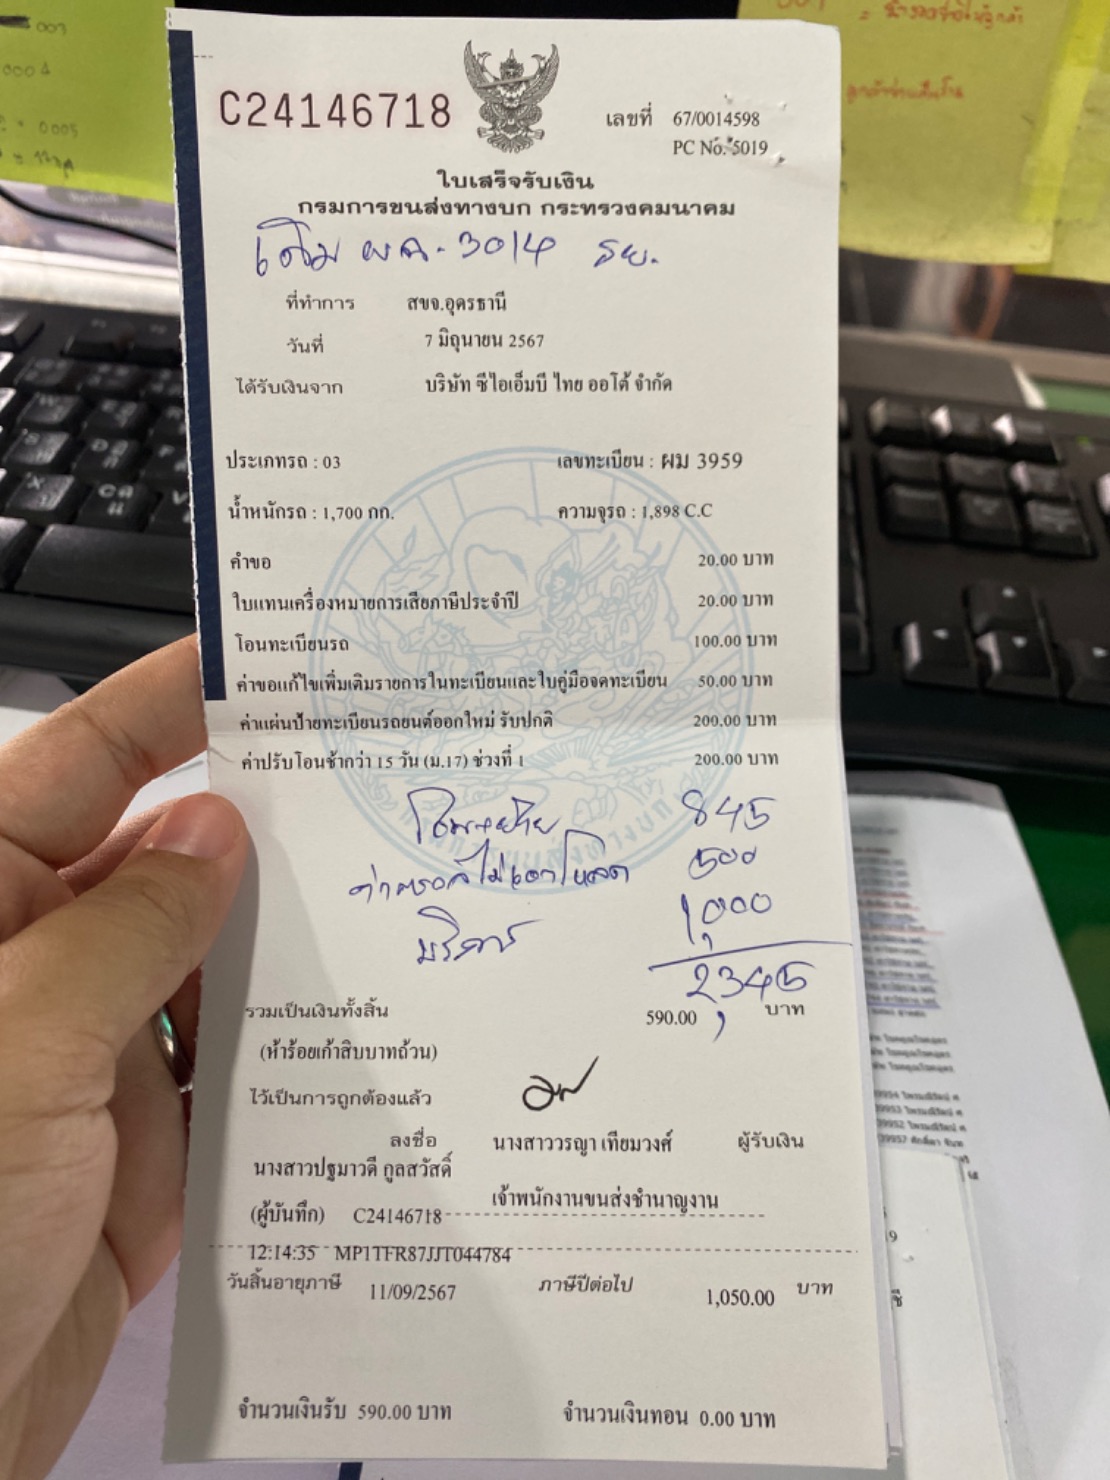 C24146718
เลขที่ 67/0014598
PC No. 5019
ใบเสร็จรับเงิน
กรมการขนส่งทางบก กระทรวงคมนาคม
เดิม ผค-3014 รย.
ที่ทำการ สขจ.อุดรธานี
วันที่ 7 มิถุนายน 2567
ได้รับเงินจาก บริษัท ซีไอเอ็มบี ไทย ออโต้ จำกัด
ประเภทรถ : 03 เลขทะเบียน : ผม 3959
น้ำหนักรถ : 1,700 กก. ความจุรถ : 1,898 C.C
คำขอ 20.00 บาท
ใบแทนเครื่องหมายการเสียภาษีประจำปี 20.00 บาท
โอนทะเบียนรถ 100.00 บาท
ค่าขอแก้ไขเพิ่มเติมรายการในทะเบียนและใบคู่มือจดทะเบียน 50.00 บาท
ค่าแผ่นป้ายทะเบียนรถยนต์ออกใหม่ รับปกติ 200.00 บาท
ค่าปรับโอนช้ากว่า 15 วัน (ม.17) ช่วงที่ 1 200.00 บาท
845
500
บริการ 1,000
2,345
รวมเป็นเงินทั้งสิ้น 590.00 บาท
(ห้าร้อยเก้าสิบบาทถ้วน)
ไว้เป็นการถูกต้องแล้ว
ลงชื่อ นางสาววรญา เทียมวงศ์ ผู้รับเงิน
นางสาวปฐมาวดี กูลสวัสดิ์
เจ้าพนักงานขนส่งชำนาญงาน
(ผู้บันทึก) C24146718
12:14:35 MP1TFR87JJT044784
วันสิ้นอายุภาษี 11/09/2567 ภาษีปีต่อไป 1,050.00 บาท
จำนวนเงินรับ 590.00 บาท จำนวนเงินทอน 0.00 บาท